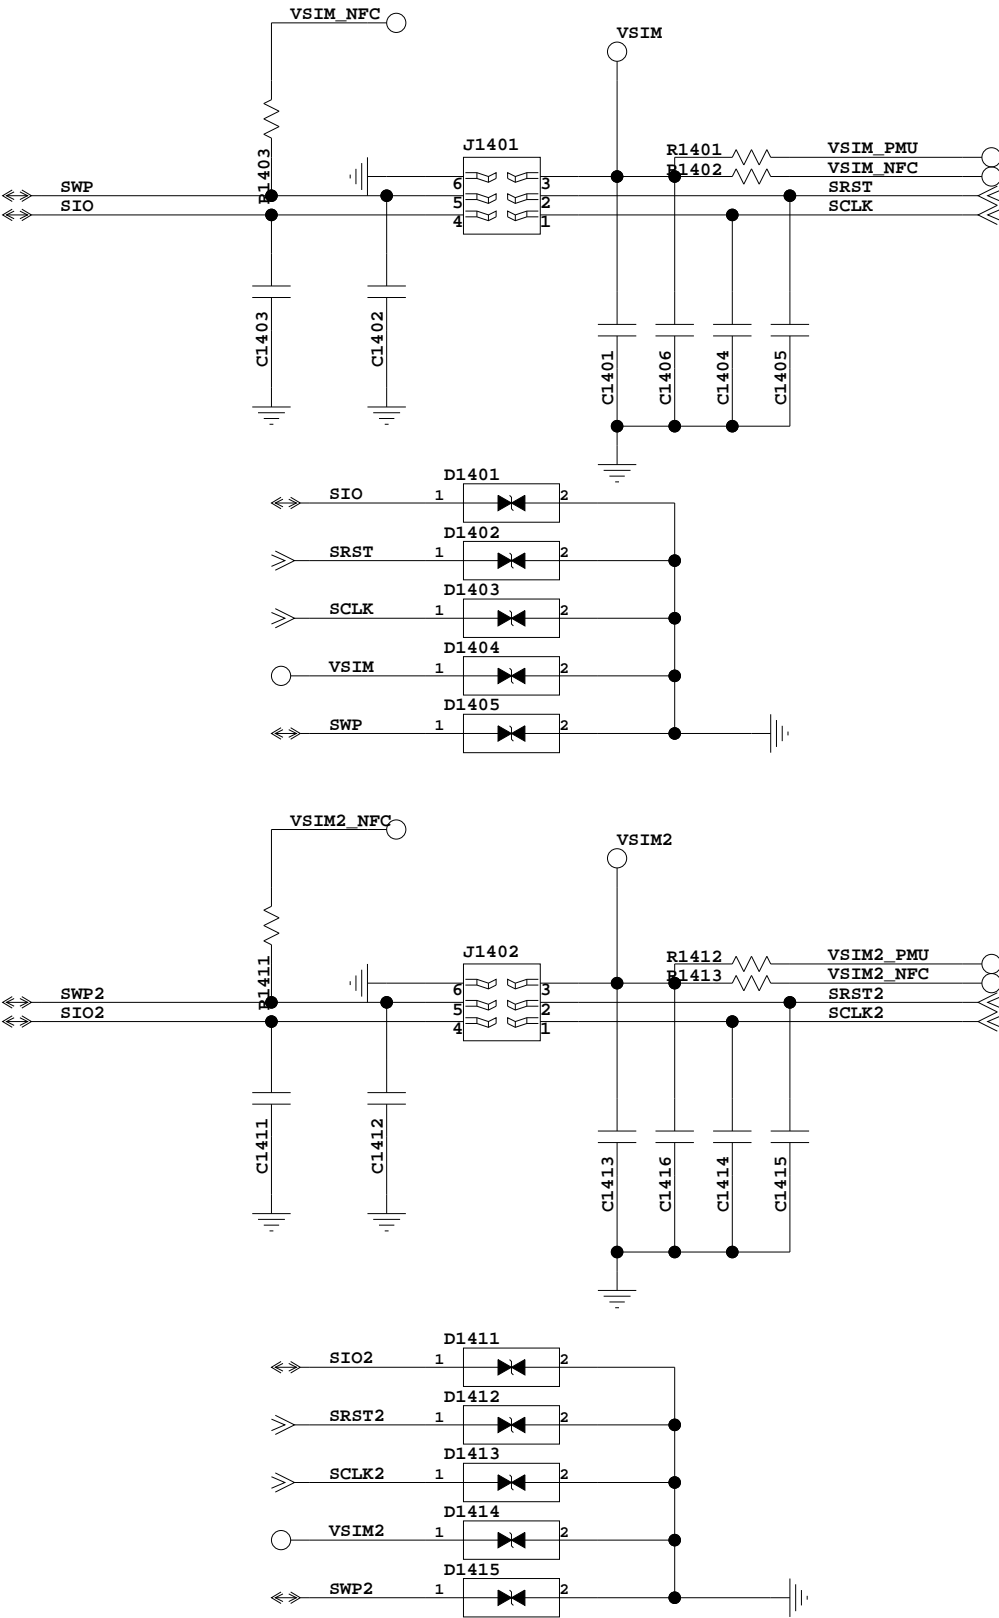 VSIM_NFC
VSIM
J1401
R1401
VSIM_PMU
R1403
R1402
VSIM_NFC
6
3
SWP
SRST
5
2
SIO
SCLK
4
1
C1403
C1402
C1401
C1406
C1404
C1405
D1401
SIO
1
2
D1402
SRST
1
2
D1403
SCLK
1
2
D1404
VSIM
1
2
D1405
SWP
1
2
VSIM2_NFC
VSIM2
J1402
R1412
VSIM2_PMU
R1411
R1413
VSIM2_NFC
6
3
SWP2
SRST2
5
2
SIO2
SCLK2
4
1
C1411
C1412
C1413
C1416
C1414
C1415
D1411
SIO2
1
2
D1412
SRST2
1
2
D1413
SCLK2
1
2
D1414
VSIM2
1
2
D1415
SWP2
1
2